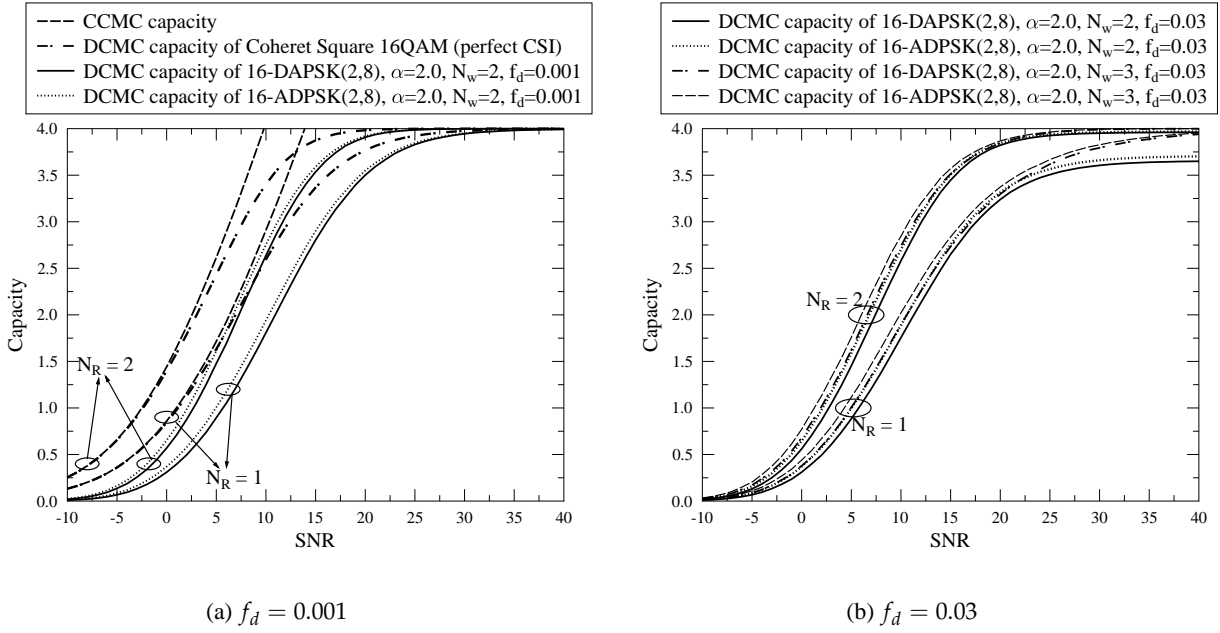 CCMC capacity
DCMC capacity of Coheret Square 16QAM (perfect CSI)
DCMC capacity of 16-DAPSK(2,8), α=2.0, N_w=2, f_d=0.001
DCMC capacity of 16-ADPSK(2,8), α=2.0, N_w=2, f_d=0.001
4.0
3.5
3.0
2.5
2.0
1.5
1.0
0.5
0.0
Capacity
N_R = 2
N_R = 1
-10 -5 0 5 10 15 20 25 30 35 40
SNR
(a) f_d = 0.001
DCMC capacity of 16-DAPSK(2,8), α=2.0, N_w=2, f_d=0.03
DCMC capacity of 16-ADPSK(2,8), α=2.0, N_w=2, f_d=0.03
DCMC capacity of 16-DAPSK(2,8), α=2.0, N_w=3, f_d=0.03
DCMC capacity of 16-ADPSK(2,8), α=2.0, N_w=3, f_d=0.03
4.0
3.5
3.0
2.5
2.0
1.5
1.0
0.5
0.0
Capacity
N_R = 2
N_R = 1
-10 -5 0 5 10 15 20 25 30 35 40
SNR
(b) f_d = 0.03